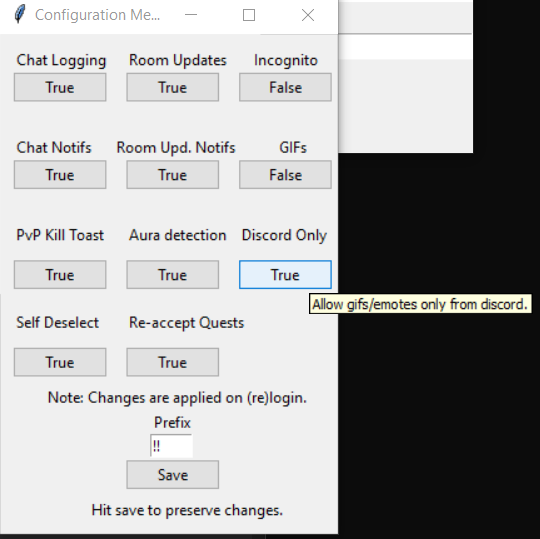 Configuration Me...
Chat Logging Room Updates Incognito
True True False
Chat Notifs Room Upd. Notifs GIFs
True True False
PvP Kill Toast Aura detection Discord Only
True True True
Allow gifs/emotes only from discord.
Self Deselect Re-accept Quests
True True
Note: Changes are applied on (re)login.
Prefix
!!
Save
Hit save to preserve changes.